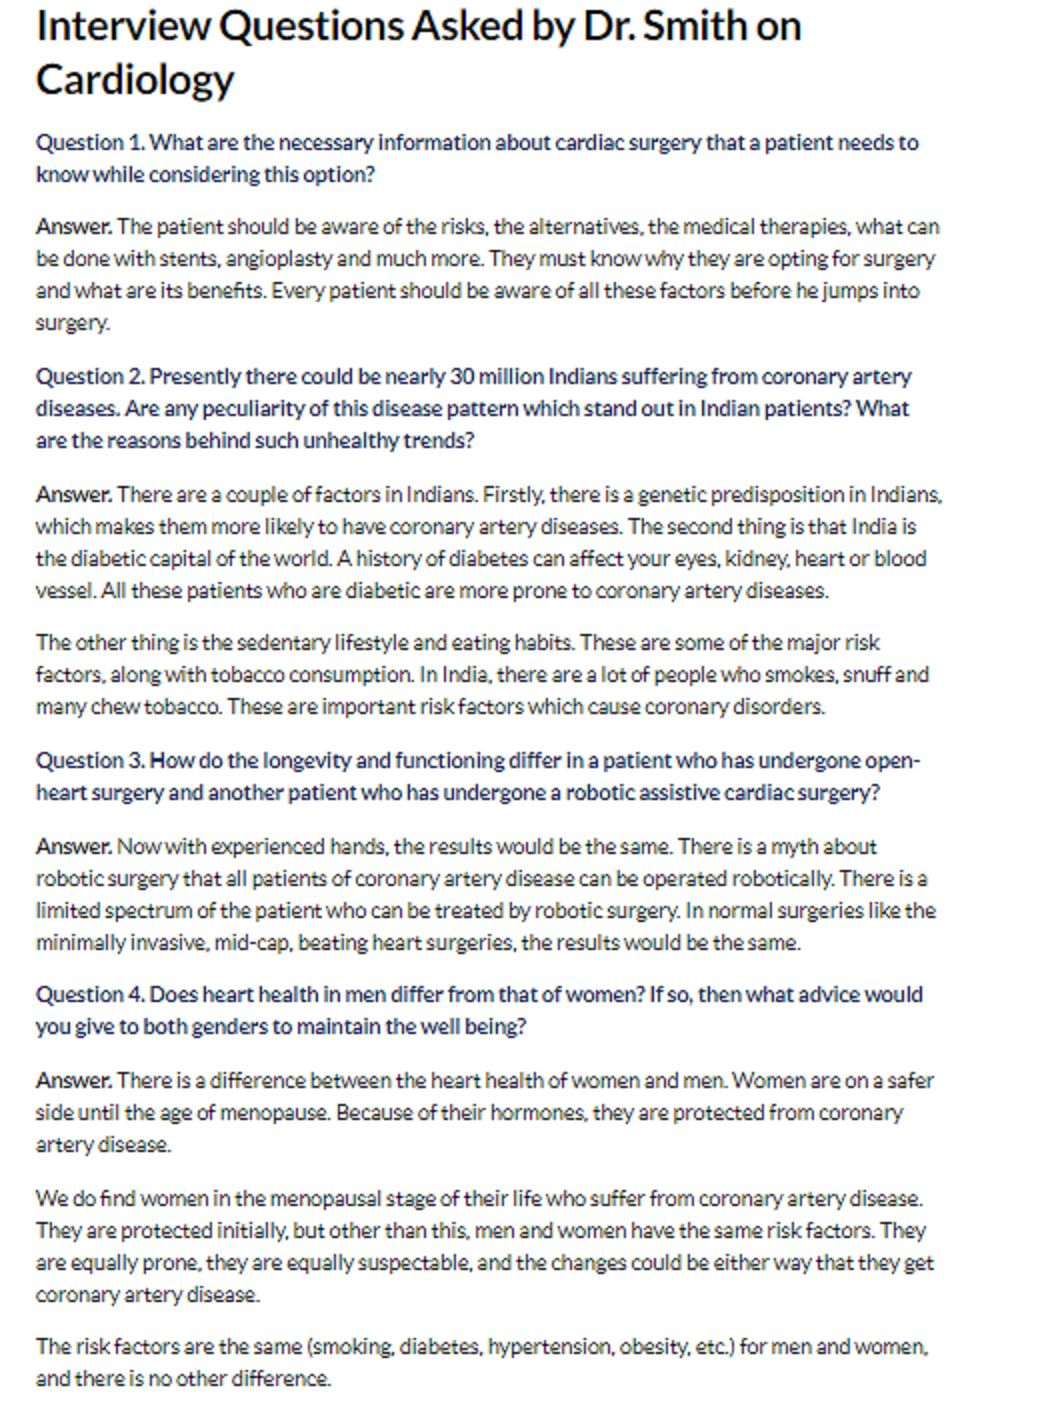 Interview Questions Asked by Dr. Smith on
Cardiology
Question 1. What are the necessary information about cardiac surgery that a patient needs to
know while considering this option?
Answer. The patient should be aware of the risks, the alternatives, the medical therapies, what can
be done with stents, angioplasty and much more. They must know why they are opting for surgery
and what are its benefits. Every patient should be aware of all these factors before he jumps into
surgery.
Question 2. Presently there could be nearly 30 million Indians suffering from coronary artery
diseases. Are any peculiarity of this disease pattern which stand out in Indian patients? What
are the reasons behind such unhealthy trends?
Answer. There are a couple of factors in Indians. Firstly, there is a genetic predisposition in Indians,
which makes them more likely to have coronary artery diseases. The second thing is that India is
the diabetic capital of the world. A history of diabetes can affect your eyes, kidney, heart or blood
vessel. All these patients who are diabetic are more prone to coronary artery diseases.
The other thing is the sedentary lifestyle and eating habits. These are some of the major risk
factors, along with tobacco consumption. In India, there are a lot of people who smokes, snuff and
many chew tobacco. These are important risk factors which cause coronary disorders.
Question 3. How do the longevity and functioning differ in a patient who has undergone open-
heart surgery and another patient who has undergone a robotic assistive cardiac surgery?
Answer. Now with experienced hands, the results would be the same. There is a myth about
robotic surgery that all patients of coronary artery disease can be operated robotically. There is a
limited spectrum of the patient who can be treated by robotic surgery. In normal surgeries like the
minimally invasive, mid-cap, beating heart surgeries, the results would be the same.
Question 4. Does heart health in men differ from that of women? If so, then what advice would
you give to both genders to maintain the well being?
Answer. There is a difference between the heart health of women and men. Women are on a safer
side until the age of menopause. Because of their hormones, they are protected from coronary
artery disease.
We do find women in the menopausal stage of their life who suffer from coronary artery disease.
They are protected initially, but other than this, men and women have the same risk factors. They
are equally prone, they are equally suspectable, and the changes could be either way that they get
coronary artery disease.
The risk factors are the same (smoking, diabetes, hypertension, obesity, etc.) for men and women,
and there is no other difference.